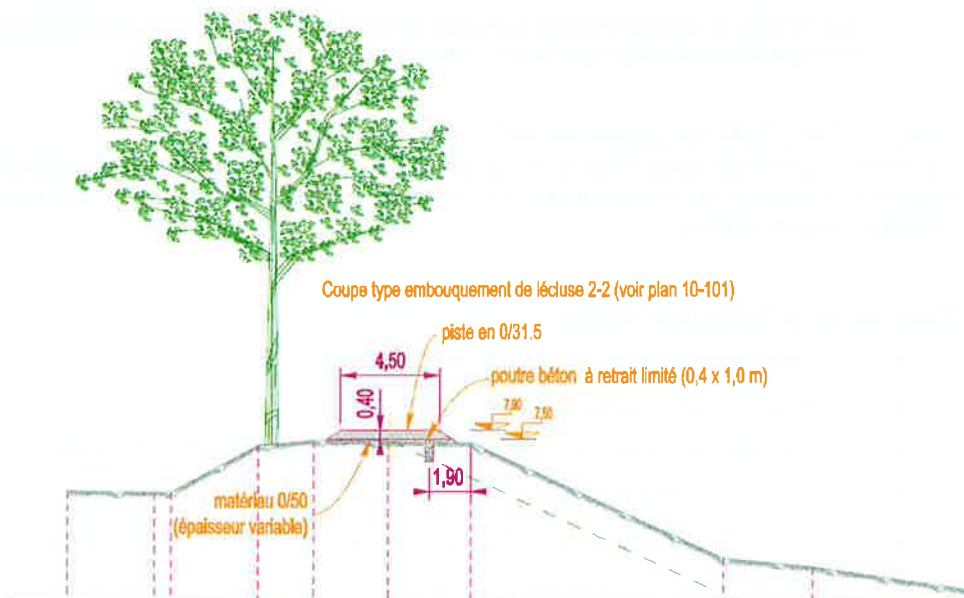 Coupe type embouquement de lécluse 2-2 (voir plan 10-101)
piste en 0/31.5
4,50
poutre béton à retrait limité (0,4 x 1,0 m)
0,40
7,90
7,50
1,90
matériau 0/50
(épaisseur variable)